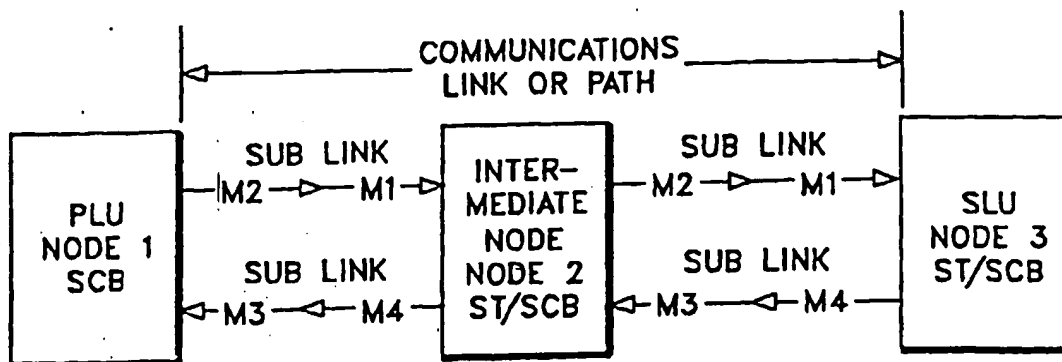 COMMUNICATIONS
LINK OR PATH
PLU
NODE 1
SCB
SUB LINK
M2 M1
SUB LINK
M3 M4
INTER-
MEDIATE
NODE
NODE 2
ST/SCB
SUB LINK
M2 M1
SUB LINK
M3 M4
SLU
NODE 3
ST/SCB